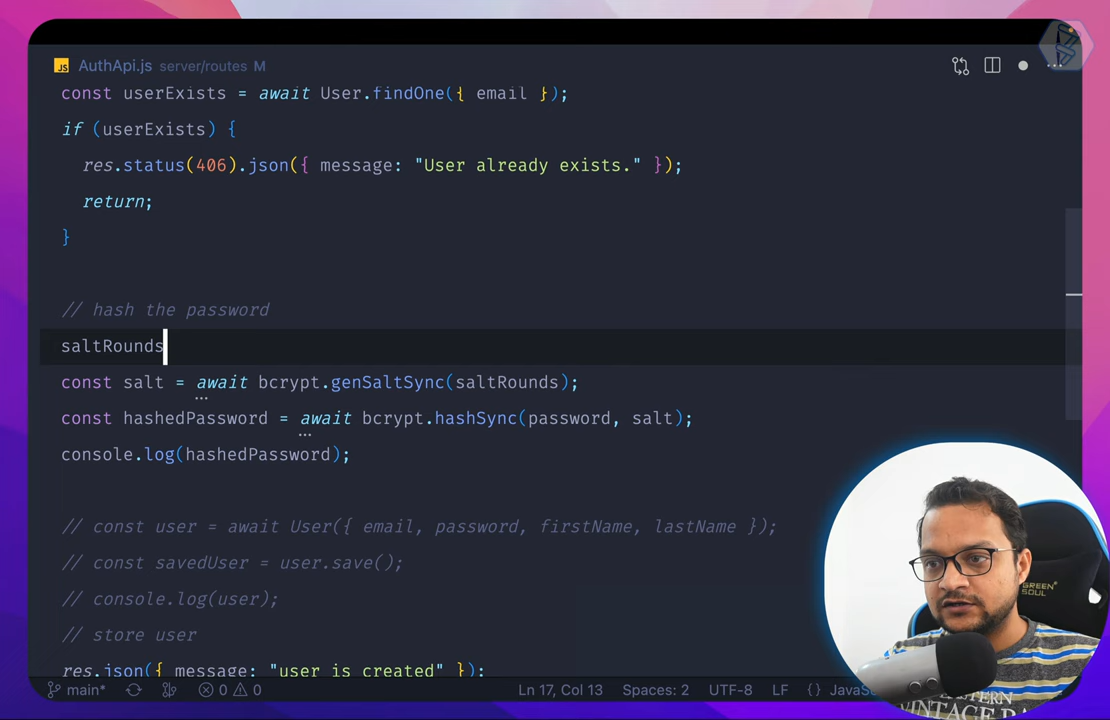 JS AuthApi.js server/routes M
const userExists = await User.findOne({ email });
if (userExists) {
res.status(406).json({ message: "User already exists." });
return;
}
// hash the password
saltRounds
const salt = await bcrypt.genSaltSync(saltRounds);
const hashedPassword = await bcrypt.hashSync(password, salt);
console.log(hashedPassword);
// const user = await User({ email, password, firstName, lastName });
// const savedUser = user.save();
// console.log(user);
// store user
res.json({ message: "user is created" });
main* 0 0 Ln 17, Col 13 Spaces: 2 UTF-8 LF {} JavaS
GREEN
SOUL
VINTAGE